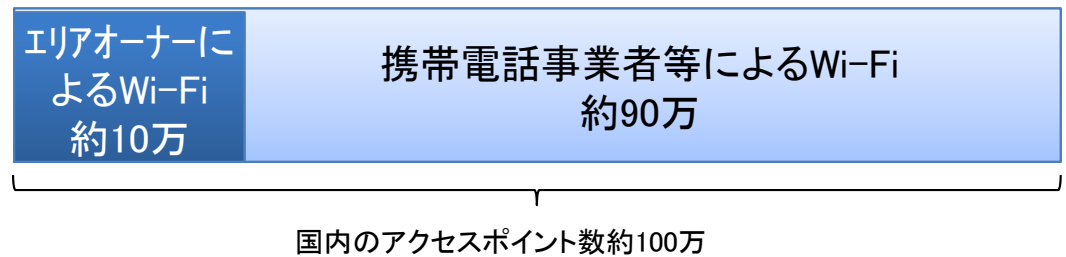 エリアオーナーに
よるWi-Fi
約10万
携帯電話事業者等によるWi-Fi
約90万
国内のアクセスポイント数約100万